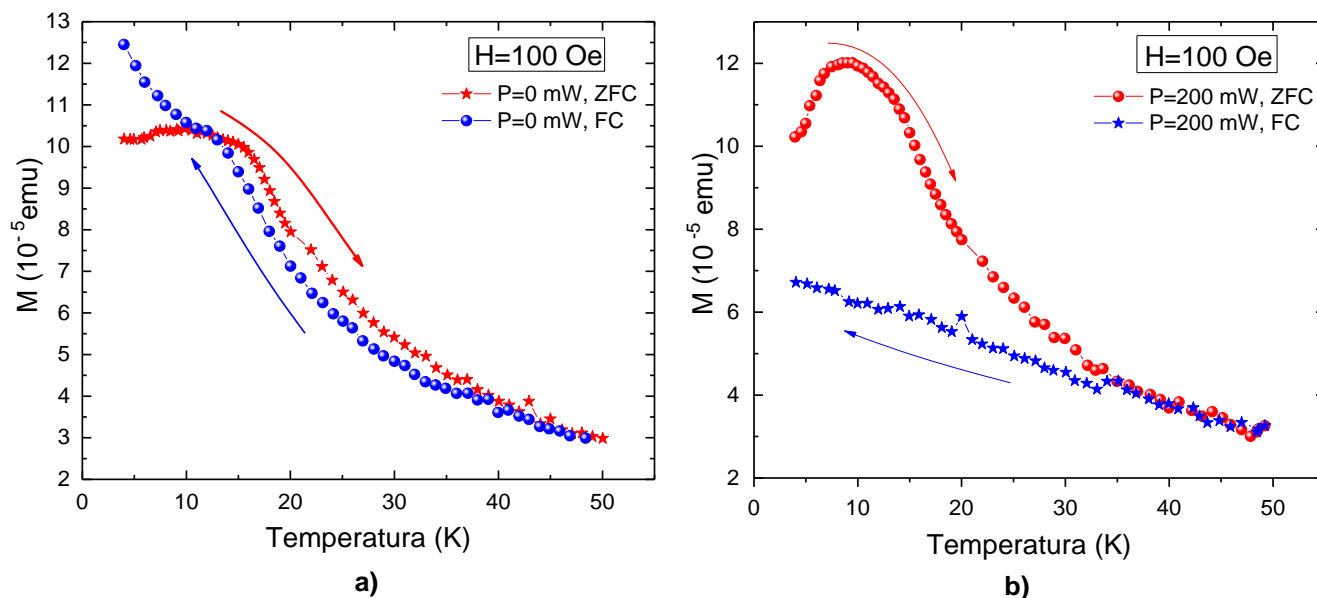 H=100 Oe
P=0 mW, ZFC
P=0 mW, FC
13
12
11
10
9
8
7
6
5
4
3
2
M (10⁻⁵emu)
0 10 20 30 40 50
Temperatura (K)
a)
H=100 Oe
P=200 mW, ZFC
P=200 mW, FC
12
10
8
6
4
2
M (10⁻⁵ emu)
0 10 20 30 40 50
Temperatura (K)
b)